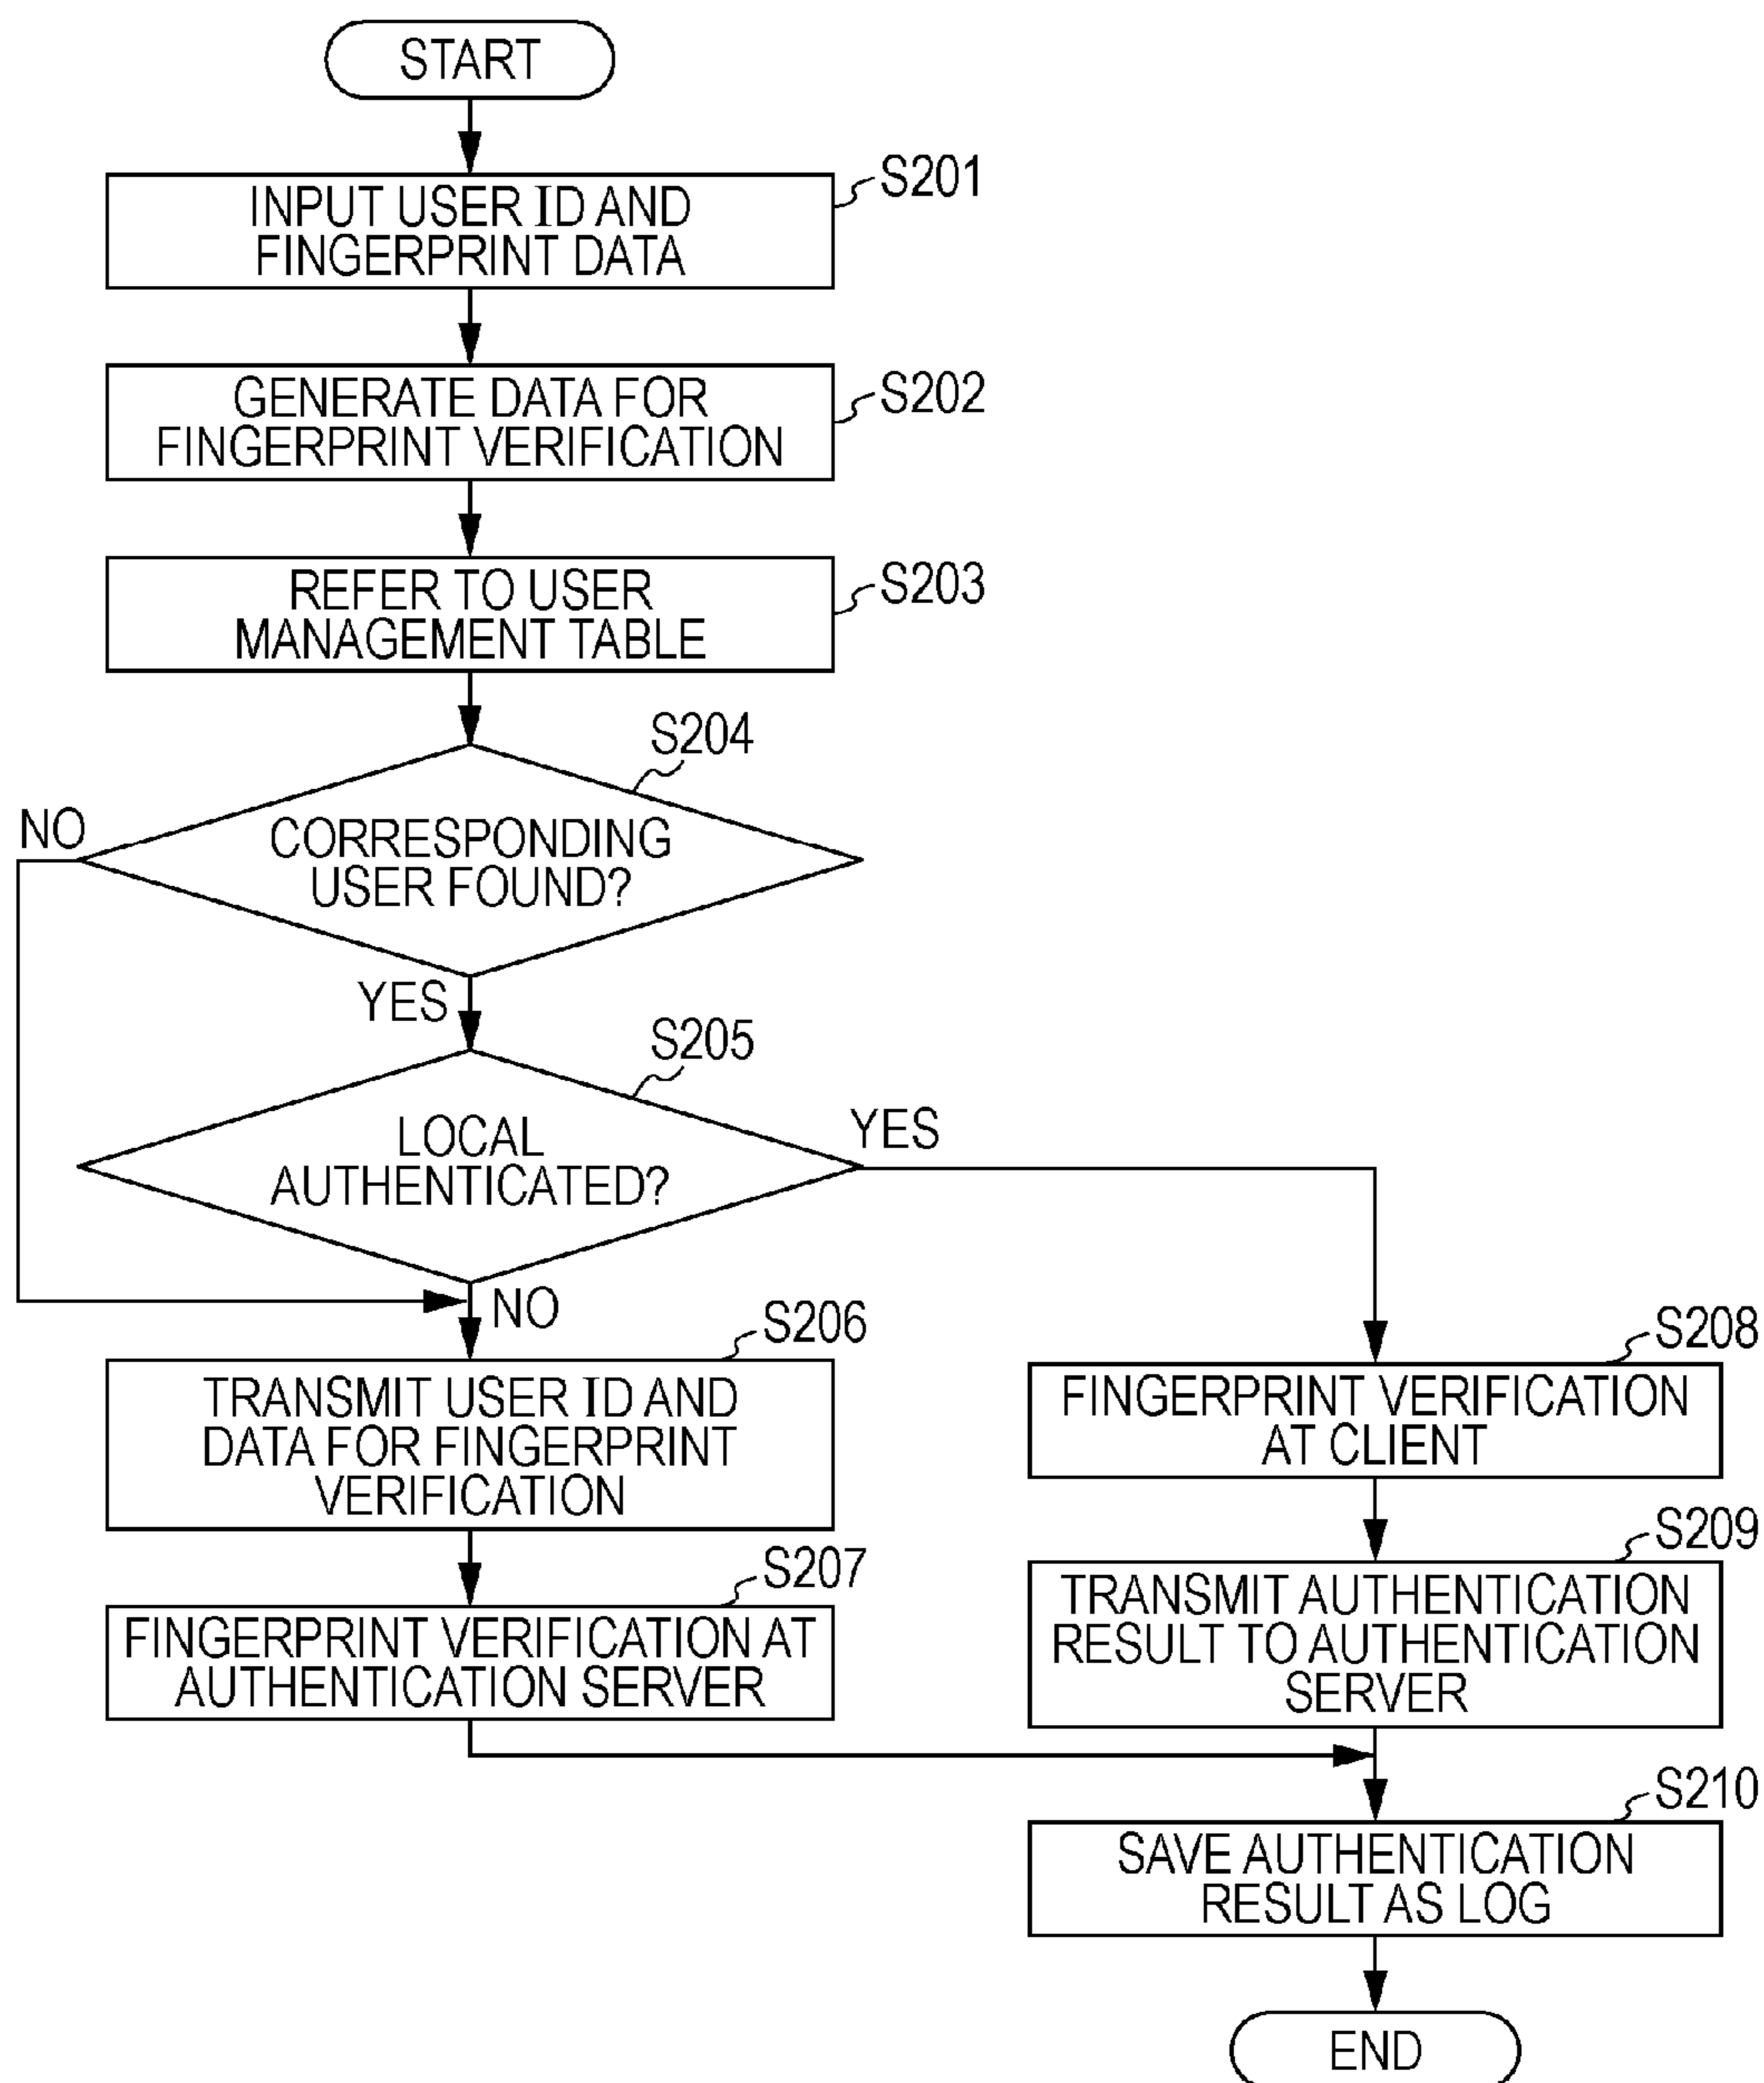 START
S201
INPUT USER ID AND
FINGERPRINT DATA
S202
GENERATE DATA FOR
FINGERPRINT VERIFICATION
S203
REFER TO USER
MANAGEMENT TABLE
S204
NO
CORRESPONDING
USER FOUND?
YES
S205
LOCAL
AUTHENTICATED?
YES
NO
S206
TRANSMIT USER ID AND
DATA FOR FINGERPRINT
VERIFICATION
S207
FINGERPRINT VERIFICATION AT
AUTHENTICATION SERVER
S208
FINGERPRINT VERIFICATION
AT CLIENT
S209
TRANSMIT AUTHENTICATION
RESULT TO AUTHENTICATION
SERVER
S210
SAVE AUTHENTICATION
RESULT AS LOG
END